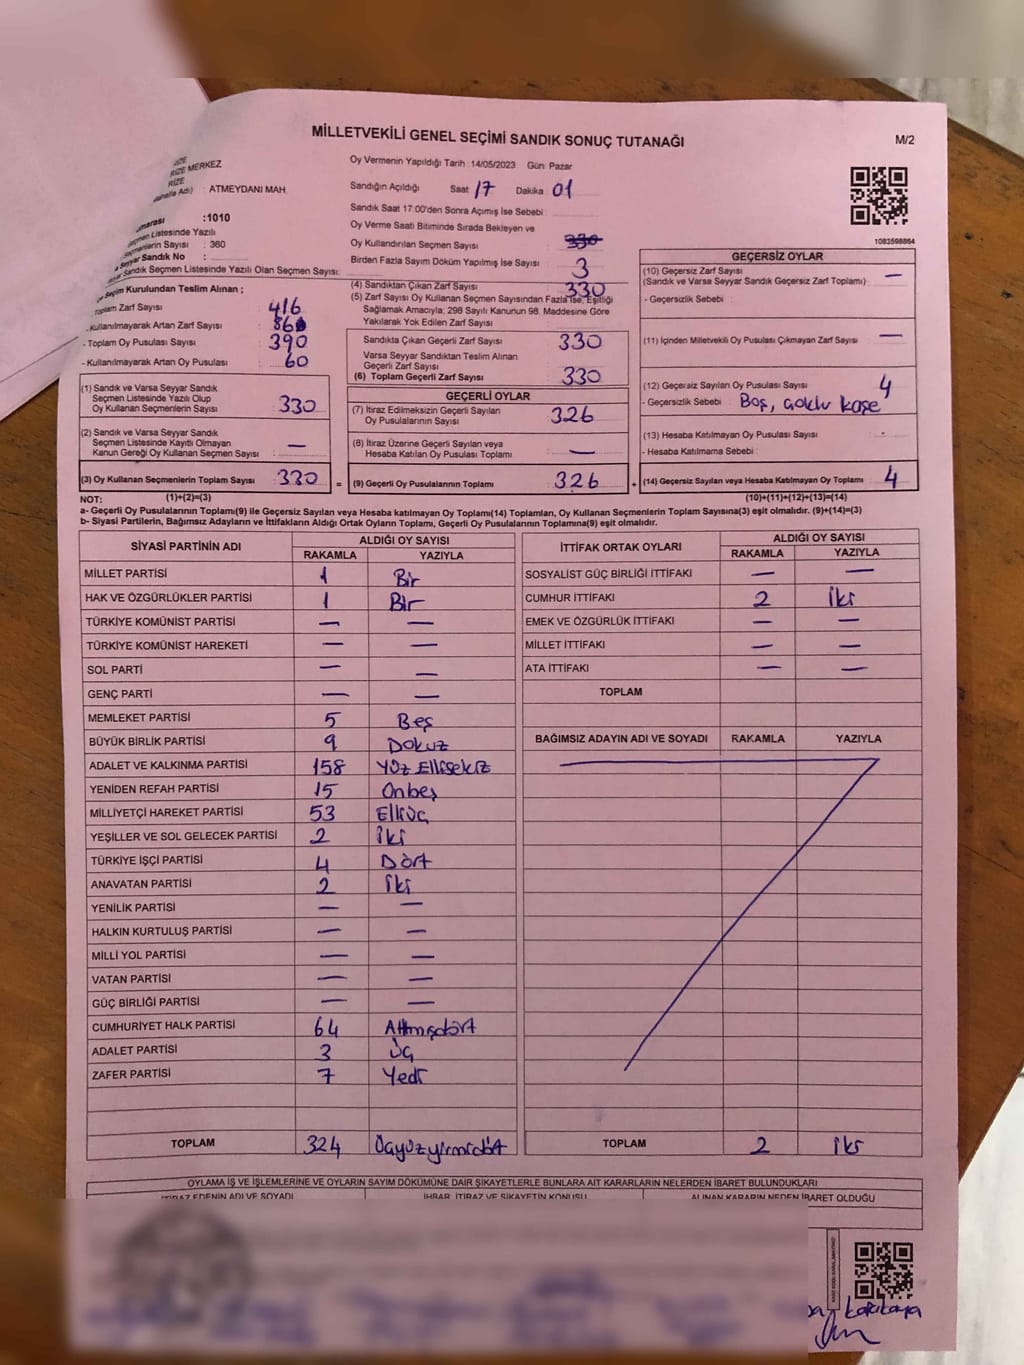 MİLLETVEKİLİ GENEL SEÇİMİ SANDIK SONUÇ TUTANAĞI
M/2
RİZE MERKEZ
RİZE
: ATMEYDANI MAH.
:1010
Seçmen Listesinde Yazılı
Seçmenlerin Sayısı : 360
Seyyar Sandık No :
Sandık Seçmen Listesinde Yazılı Olan Seçmen Sayısı:
Oy Vermenin Yapıldığı Tarih :14/05/2023 Gün: Pazar
Sandığın Açıldığı Saat 17 Dakika 01
Sandık Saat 17.00'den Sonra Açımış İse Sebebi :
Oy Verme Saati Bitiminde Sırada Bekleyen ve
Oy Kullandırılan Seçmen Sayısı : 330
Birden Fazla Sayım Döküm Yapılmış İse Sayısı : 3
1083598864
Seçim Kurulundan Teslim Alınan ;
Toplam Zarf Sayısı : 416
- Kullanılmayarak Artan Zarf Sayısı : 86
- Toplam Oy Pusulası Sayısı : 390
- Kullanılmayarak Artan Oy Pusulası : 60
(1) Sandık ve Varsa Seyyar Sandık
Seçmen Listesinde Yazılı Olup
Oy Kullanan Seçmenlerin Sayısı : 330
(2) Sandık ve Varsa Seyyar Sandık
Seçmen Listesinde Kayıtlı Olmayan
Kanun Gereği Oy Kullanan Seçmen Sayısı : —
(3) Oy Kullanan Seçmenlerin Toplam Sayısı : 330
(4) Sandıktan Çıkan Zarf Sayısı : 330
(5) Zarf Sayısı Oy Kullanan Seçmen Sayısından Fazla İse, Eşitliği
Sağlamak Amacıyla; 298 Sayılı Kanunun 98. Maddesine Göre
Yakılarak Yok Edilen Zarf Sayısı :
Sandıkta Çıkan Geçerli Zarf Sayısı : 330
Varsa Seyyar Sandıktan Teslim Alınan
Geçerli Zarf Sayısı :
(6) Toplam Geçerli Zarf Sayısı : 330
GEÇERLİ OYLAR
(7) İtiraz Edilmeksizin Geçerli Sayılan
Oy Pusulalarının Sayısı : 326
(8) İtiraz Üzerine Geçerli Sayılan veya
Hesaba Katılan Oy Pusulası Toplamı : —
= (9) Geçerli Oy Pusulalarının Toplamı : 326
GEÇERSİZ OYLAR
(10) Geçersiz Zarf Sayısı
(Sandık ve Varsa Seyyar Sandık Geçersiz Zarf Toplamı) : —
- Geçersizlik Sebebi :
(11) İçinden Milletvekili Oy Pusulası Çıkmayan Zarf Sayısı : —
(12) Geçersiz Sayılan Oy Pusulası Sayısı : 4
- Geçersizlik Sebebi : Boş, çoklu kaşe
(13) Hesaba Katılmayan Oy Pusulası Sayısı :
- Hesaba Katılmama Sebebi :
+ (14) Geçersiz Sayılan veya Hesaba Katılmayan Oy Toplamı : 4
NOT: (1)+(2)=(3)
(10)+(11)+(12)+(13)=(14)
a- Geçerli Oy Pusulalarının Toplamı(9) ile Geçersiz Sayılan veya Hesaba katılmayan Oy Toplamı(14) Toplamları, Oy Kullanan Seçmenlerin Toplam Sayısına(3) eşit olmalıdır. (9)+(14)=(3)
b- Siyasi Partilerin, Bağımsız Adayların ve İttifakların Aldığı Ortak Oyların Toplamı, Geçerli Oy Pusulalarının Toplamına(9) eşit olmalıdır.
SİYASİ PARTİNİN ADI
ALDIĞI OY SAYISI
RAKAMLA YAZIYLA
MİLLET PARTİSİ 1 Bir
HAK VE ÖZGÜRLÜKLER PARTİSİ 1 Bir
TÜRKİYE KOMÜNİST PARTİSİ — —
TÜRKİYE KOMÜNİST HAREKETİ — —
SOL PARTİ — —
GENÇ PARTİ — —
MEMLEKET PARTİSİ 5 Beş
BÜYÜK BİRLİK PARTİSİ 9 Dokuz
ADALET VE KALKINMA PARTİSİ 158 Yüz Ellisekiz
YENİDEN REFAH PARTİSİ 15 Onbeş
MİLLİYETÇİ HAREKET PARTİSİ 53 Elliüç
YEŞİLLER VE SOL GELECEK PARTİSİ 2 İki
TÜRKİYE İŞÇİ PARTİSİ 4 Dört
ANAVATAN PARTİSİ 2 İki
YENİLİK PARTİSİ — —
HALKIN KURTULUŞ PARTİSİ — —
MİLLİ YOL PARTİSİ — —
VATAN PARTİSİ — —
GÜÇ BİRLİĞİ PARTİSİ — —
CUMHURİYET HALK PARTİSİ 64 Altmışdört
ADALET PARTİSİ 3 Üç
ZAFER PARTİSİ 7 Yedi
TOPLAM 324 Üçyüzyirmidört
İTTİFAK ORTAK OYLARI
ALDIĞI OY SAYISI
RAKAMLA YAZIYLA
SOSYALİST GÜÇ BİRLİĞİ İTTİFAKI — —
CUMHUR İTTİFAKI 2 İki
EMEK VE ÖZGÜRLÜK İTTİFAKI — —
MİLLET İTTİFAKI — —
ATA İTTİFAKI — —
TOPLAM
BAĞIMSIZ ADAYIN ADI VE SOYADI RAKAMLA YAZIYLA
TOPLAM 2 İki
OYLAMA İŞ VE İŞLEMLERİNE VE OYLARIN SAYIM DÖKÜMÜNE DAİR ŞİKAYETLERLE BUNLARA AİT KARARLARIN NELERDEN İBARET BULUNDUKLARI
İTİRAZ EDENİN ADI VE SOYADI İHBAR, İTİRAZ VE ŞİKAYETİN KONUSU ALINAN KARARIN NEDEN İBARET OLDUĞU